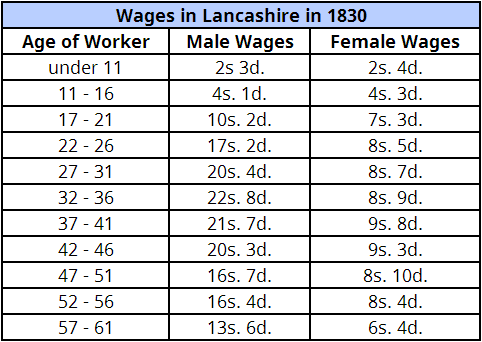 Wages in Lancashire in 1830
Age of Worker Male Wages Female Wages
under 11 2s 3d. 2s. 4d.
11 - 16 4s. 1d. 4s. 3d.
17 - 21 10s. 2d. 7s. 3d.
22 - 26 17s. 2d. 8s. 5d.
27 - 31 20s. 4d. 8s. 7d.
32 - 36 22s. 8d. 8s. 9d.
37 - 41 21s. 7d. 9s. 8d.
42 - 46 20s. 3d. 9s. 3d.
47 - 51 16s. 7d. 8s. 10d.
52 - 56 16s. 4d. 8s. 4d.
57 - 61 13s. 6d. 6s. 4d.